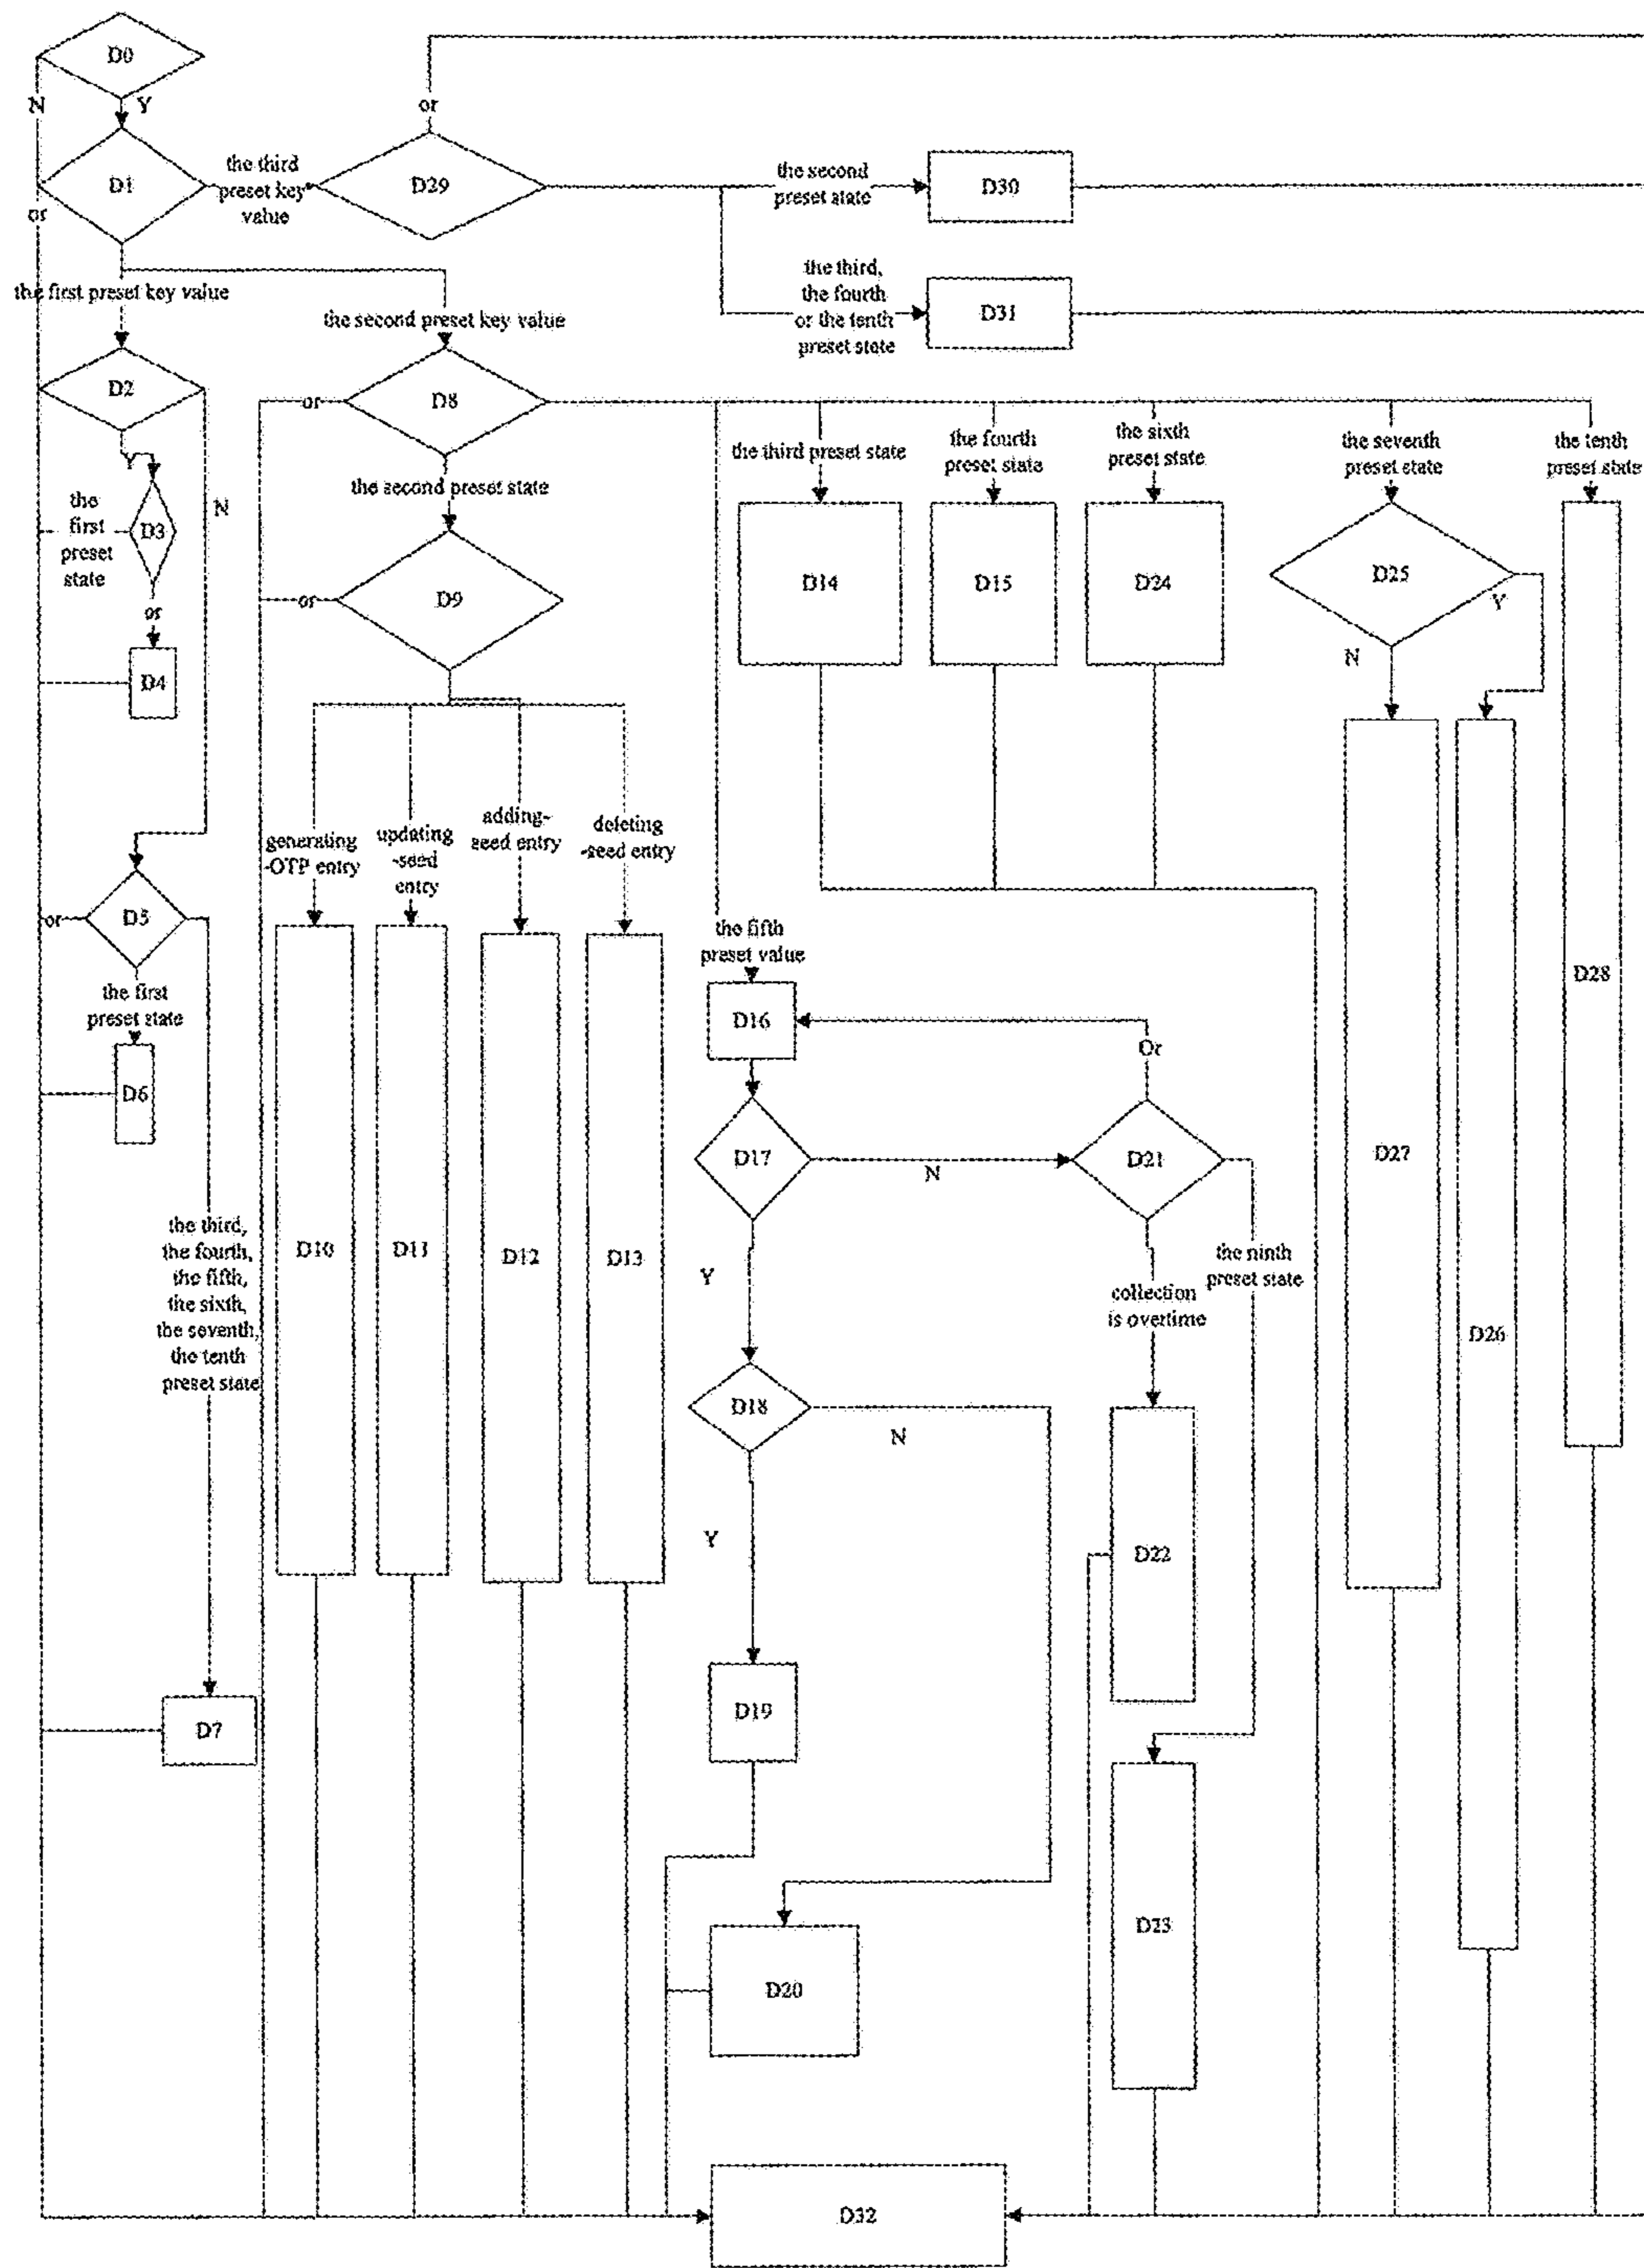 D0
or
N
Y
the third
preset key
value
D1
D29
the second
preset state
D30
or
the third,
the fourth
or the tenth
preset state
D31
the first preset key value
the second preset key value
D2
or
D8
Y
the second preset state
the third preset state
the fourth
preset state
the sixth
preset state
the seventh
preset state
the tenth
preset state
the
first
preset
state
D3
N
or
D4
or
D9
D14
D15
D24
D25
Y
N
generating
-OTP entry
updating
-seed
entry
adding-
seed entry
deleting
-seed entry
or
D5
the first
preset state
D6
the fifth
preset value
D16
Or
D28
D17
N
D21
D27
the third,
the fourth,
the fifth,
the sixth,
the seventh,
the tenth
preset state
D10
D11
D12
D13
Y
the ninth
preset state
collection
is overtime
D26
D18
N
Y
D22
D7
D19
D23
D20
D32